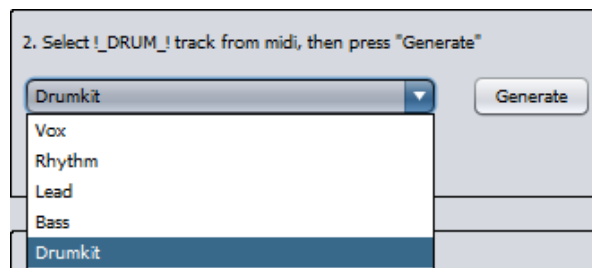 2. Select !_DRUM_! track from midi, then press "Generate"
Drumkit
Generate
Vox
Rhythm
Lead
Bass
Drumkit